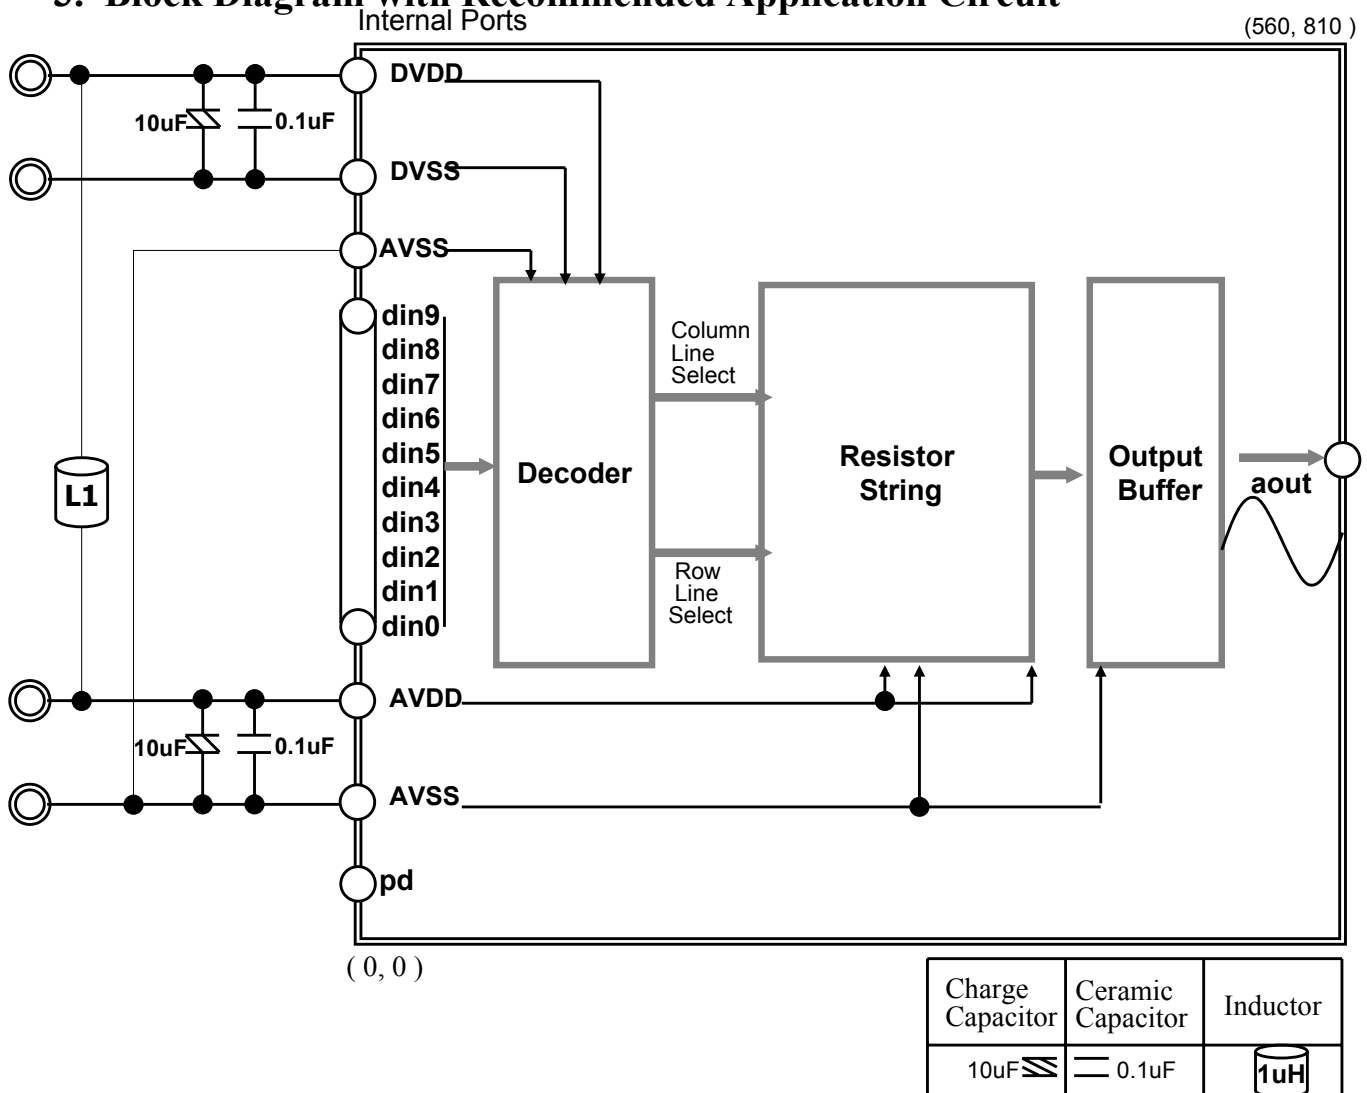 5. Block Diagram with Recommended Application Circuit
Internal Ports
(560, 810 )
DVDD
10uF
0.1uF
DVSS
AVSS
din9
din8
din7
din6
din5
din4
din3
din2
din1
din0
Column
Line
Select
Decoder
Resistor
String
Output
Buffer
aout
L1
Row
Line
Select
AVDD
10uF
0.1uF
AVSS
pd
( 0, 0 )
Charge
Capacitor
Ceramic
Capacitor
Inductor
10uF
0.1uF
1uH